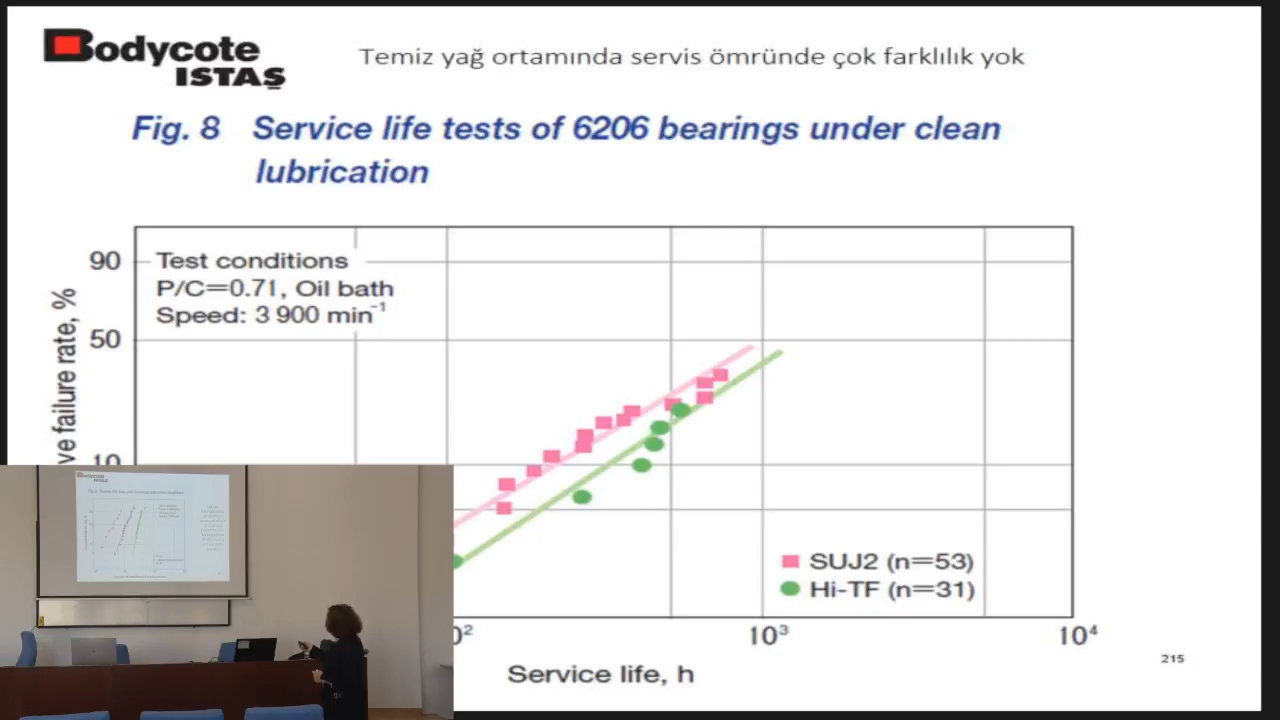 Bodycote
ISTAŞ
Temiz yağ ortamında servis ömründe çok farklılık yok
Fig. 8 Service life tests of 6206 bearings under clean
lubrication
90
50
10
ve failure rate, %
Test conditions
P/C=0.71, Oil bath
Speed: 3 900 min⁻¹
SUJ2 (n=53)
Hi-TF (n=31)
0²
10³
10⁴
Service life, h
215
Bodycote